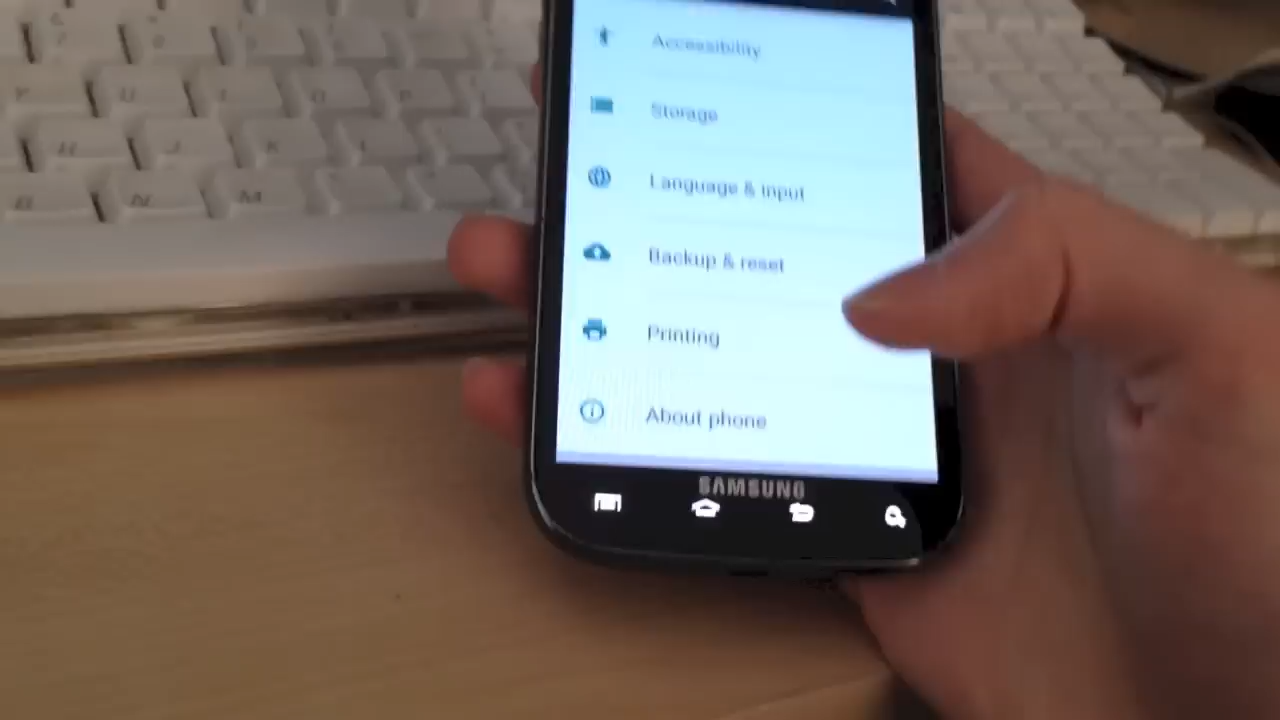 Accessibility
Storage
Language & input
Backup & reset
Printing
About phone
SAMSUNG